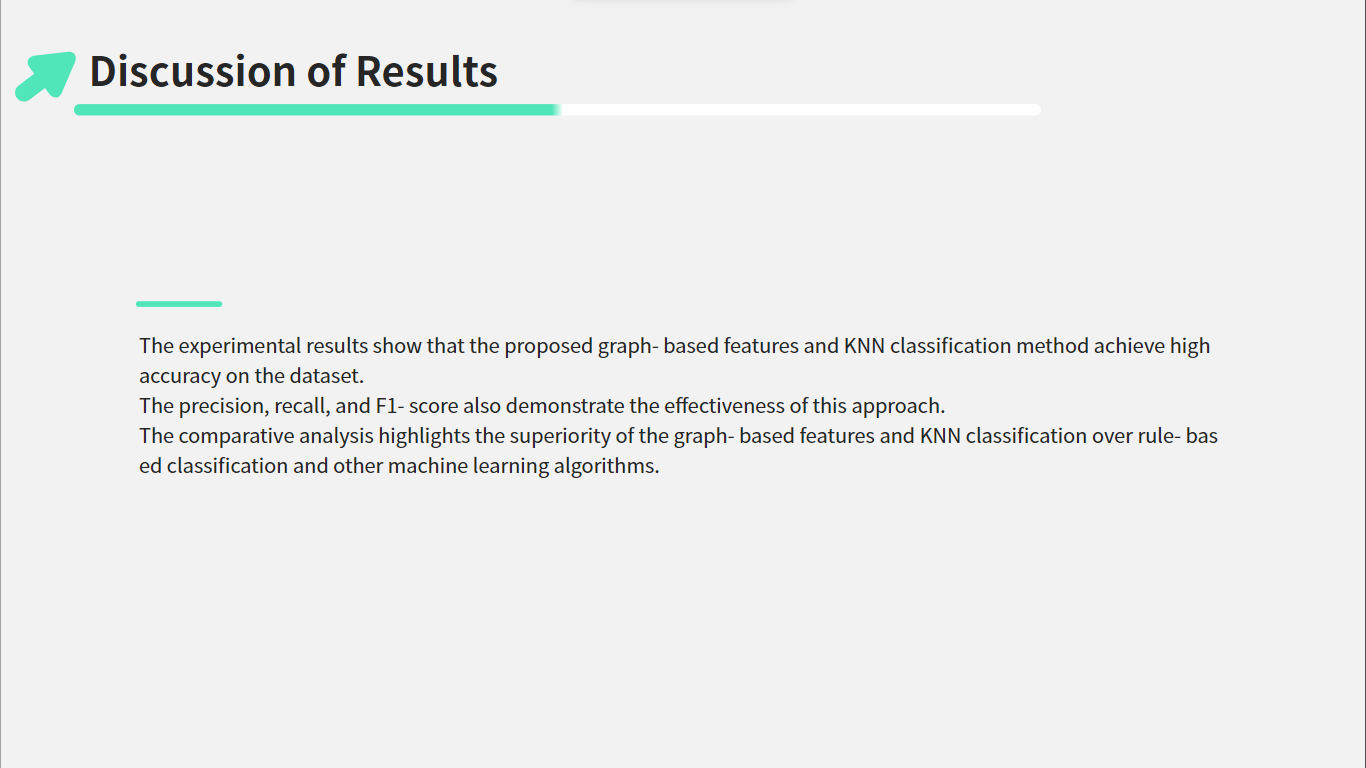 Discussion of Results
The experimental results show that the proposed graph- based features and KNN classification method achieve high
accuracy on the dataset.
The precision, recall, and F1- score also demonstrate the effectiveness of this approach.
The comparative analysis highlights the superiority of the graph- based features and KNN classification over rule- bas
ed classification and other machine learning algorithms.